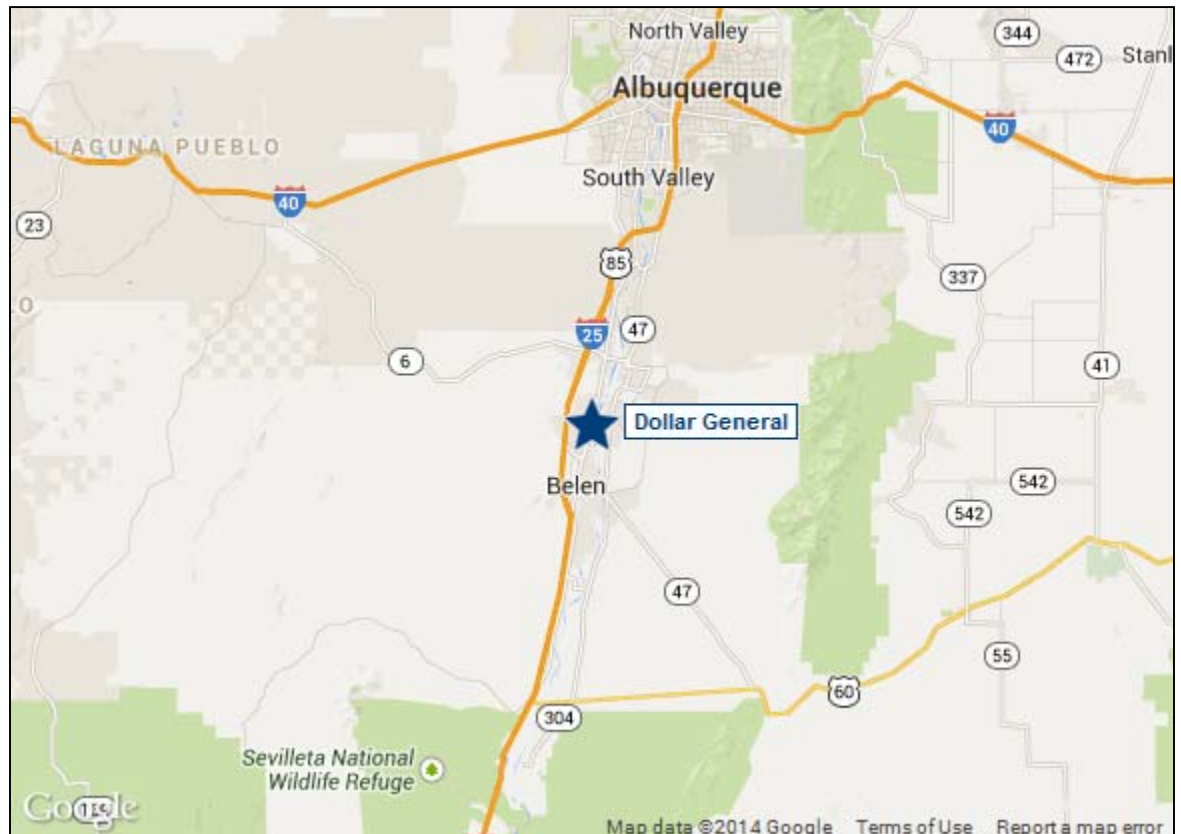 North Valley
344
472
Stanl
Albuquerque
40
LAGUNA PUEBLO
South Valley
40
23
85
337
O
25
47
6
41
Dollar General
Belen
542
542
47
55
60
304
Sevilleta National
Wildlife Refuge
Google
Map data ©2014 Google Terms of Use Report a map error